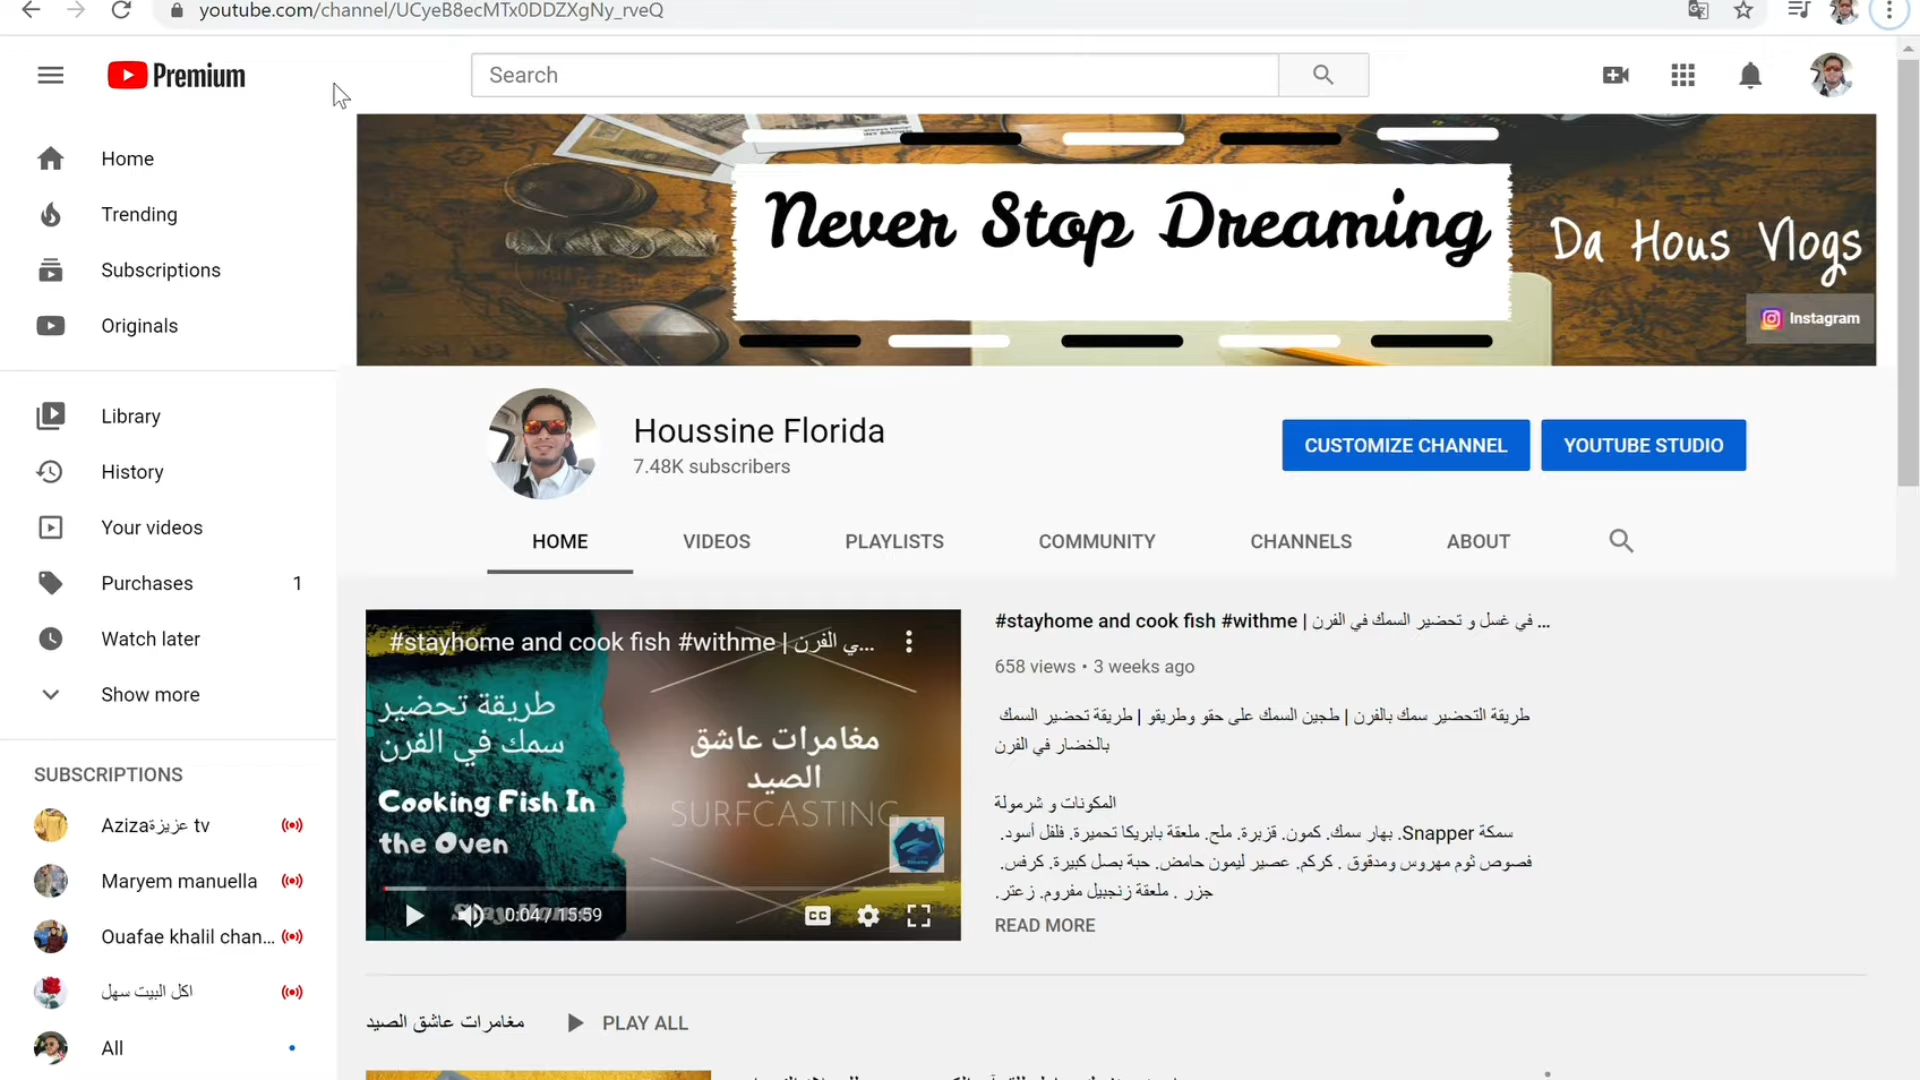 youtube.com/channel/UCyeB8ecMTx0DDZXgNy_rveQ
Premium
Search
Home
Trending
Subscriptions
Originals
Library
History
Your videos
Purchases 1
Watch later
Show more
SUBSCRIPTIONS
Azizaعزيزة tv
Maryem manuella
Ouafae khalil chan...
اكل البيت سهل
All
Never Stop Dreaming
Da Hous Vlogs
Instagram
Houssine Florida
7.48K subscribers
CUSTOMIZE CHANNEL
YOUTUBE STUDIO
HOME VIDEOS PLAYLISTS COMMUNITY CHANNELS ABOUT
#stayhome and cook fish #withme | ي الفرن...
طريقة تحضير
سمك في الفرن
Cooking Fish In
the Oven
مغامرات عاشق
الصيد
SURFCASTING
0:04 / 15:59
CC
#stayhome and cook fish #withme | في غسل و تحضير السمك في الفرن ...
658 views • 3 weeks ago
طريقة التحضير سمك بالفرن | طجين السمك على حقو وطريقو | طريقة تحضير السمك
بالخضار في الفرن
المكونات و شرمولة
سمكة Snapper. بهار سمك. كمون. قزبرة. ملح. ملعقة بابريكا تحميرة. فلفل أسود.
فصوص ثوم مهروس ومدقوق . كركم. عصير ليمون حامض. حبة بصل كبيرة. كرفس.
جزر . ملعقة زنجبيل مفروم. زعتر.
READ MORE
مغامرات عاشق الصيد
PLAY ALL